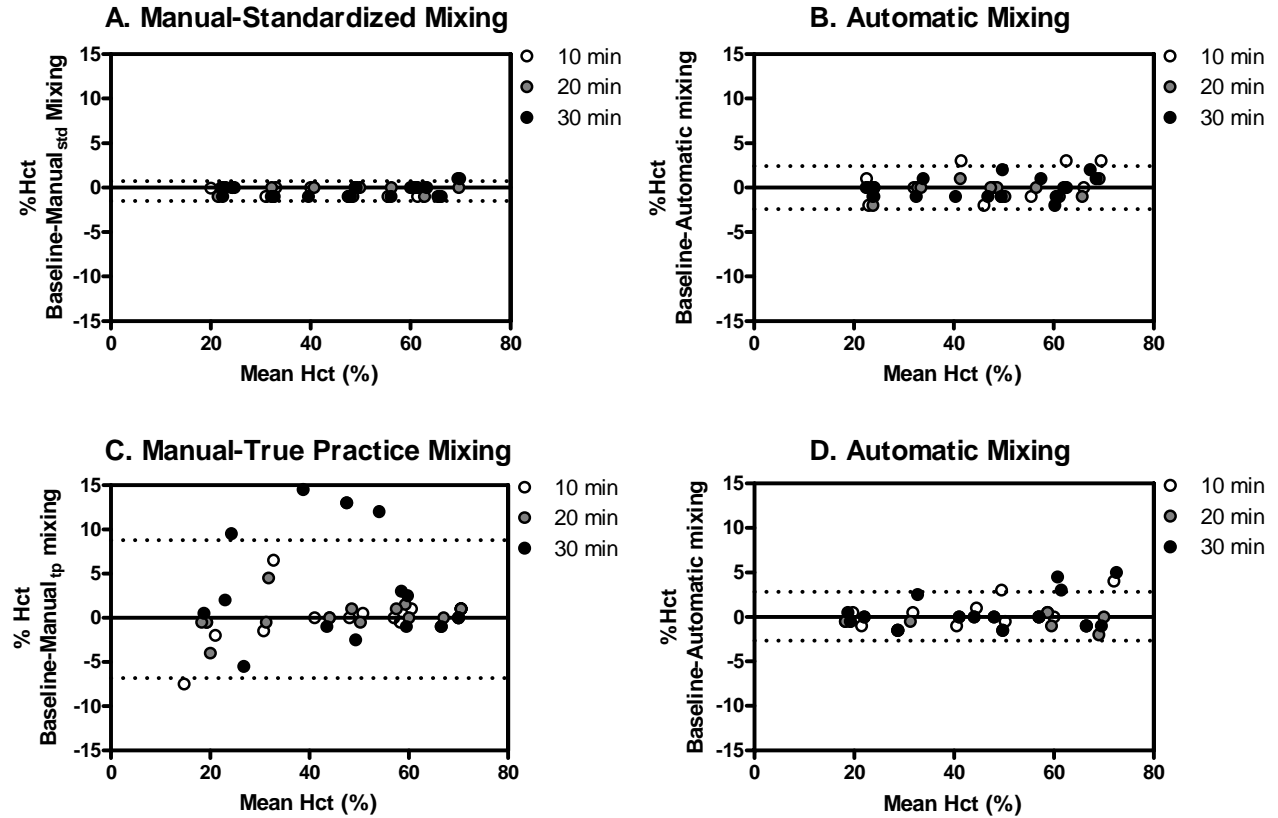 A. Manual-Standardized Mixing
%Hct
Baseline-Manual std Mixing
15
10
5
0
-5
-10
-15
0 20 40 60 80
Mean Hct (%)
10 min
20 min
30 min
B. Automatic Mixing
%Hct
Baseline-Automatic mixing
15
10
5
0
-5
-10
-15
0 20 40 60 80
Mean Hct (%)
10 min
20 min
30 min
C. Manual-True Practice Mixing
% Hct
Baseline-Manual tp mixing
15
10
5
0
-5
-10
-15
0 20 40 60 80
Mean Hct (%)
10 min
20 min
30 min
D. Automatic Mixing
%Hct
Baseline-Automatic mixing
15
10
5
0
-5
-10
-15
0 20 40 60 80
Mean Hct (%)
10 min
20 min
30 min